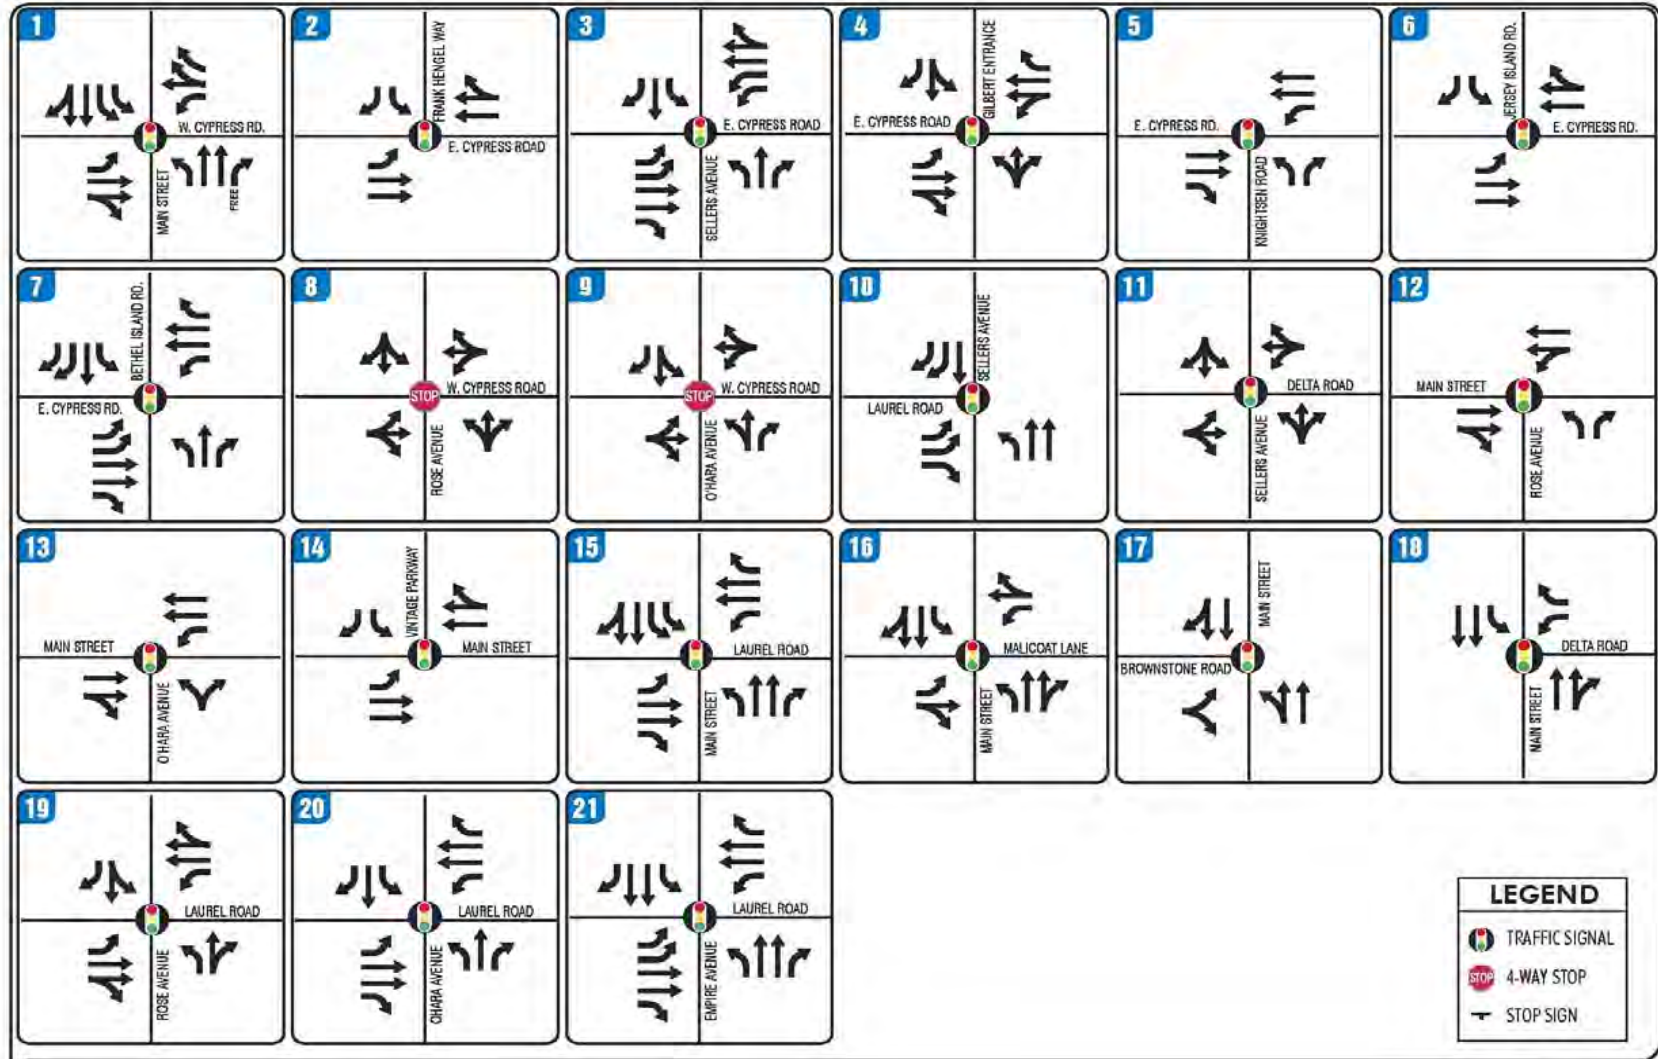 1
W. CYPRESS RD.
MAIN STREET
FREE
2
FRANK HENGEL WAY
E. CYPRESS ROAD
3
E. CYPRESS ROAD
SELLERS AVENUE
4
GILBERT ENTRANCE
E. CYPRESS ROAD
5
E. CYPRESS RD.
KNIGHTSEN ROAD
6
JERSEY ISLAND RD.
E. CYPRESS RD.
7
BETHEL ISLAND RD.
E. CYPRESS RD.
8
STOP
W. CYPRESS ROAD
ROSE AVENUE
9
STOP
W. CYPRESS ROAD
O'HARA AVENUE
10
SELLERS AVENUE
LAUREL ROAD
11
DELTA ROAD
SELLERS AVENUE
12
MAIN STREET
ROSE AVENUE
13
MAIN STREET
O'HARA AVENUE
14
VINTAGE PARKWAY
MAIN STREET
15
LAUREL ROAD
MAIN STREET
16
MALICOAT LANE
MAIN STREET
17
MAIN STREET
BROWNSTONE ROAD
18
DELTA ROAD
MAIN STREET
19
LAUREL ROAD
ROSE AVENUE
20
LAUREL ROAD
OHARA AVENUE
21
LAUREL ROAD
EMPIRE AVENUE
LEGEND
TRAFFIC SIGNAL
STOP 4-WAY STOP
STOP SIGN